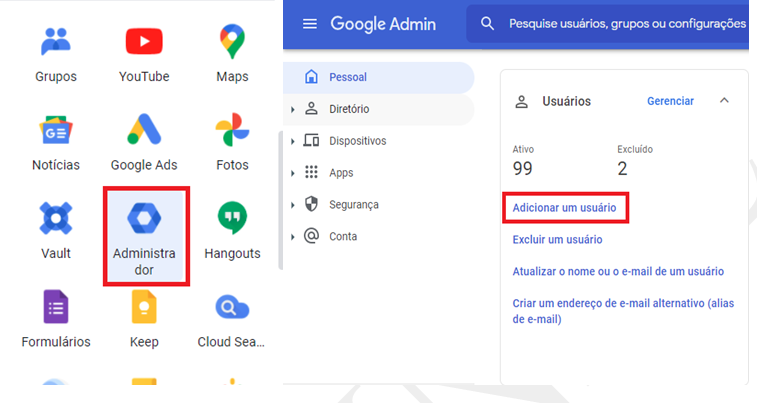 Grupos
YouTube
Maps
Notícias
Google Ads
Fotos
Vault
Administra
dor
Hangouts
Formulários
Keep
Cloud Sea...
Google Admin
Pesquise usuários, grupos ou configurações
Pessoal
Diretório
Dispositivos
Apps
Segurança
Conta
Usuários
Gerenciar
Ativo
Excluído
99
2
Adicionar um usuário
Excluir um usuário
Atualizar o nome ou o e-mail de um usuário
Criar um endereço de e-mail alternativo (alias
de e-mail)